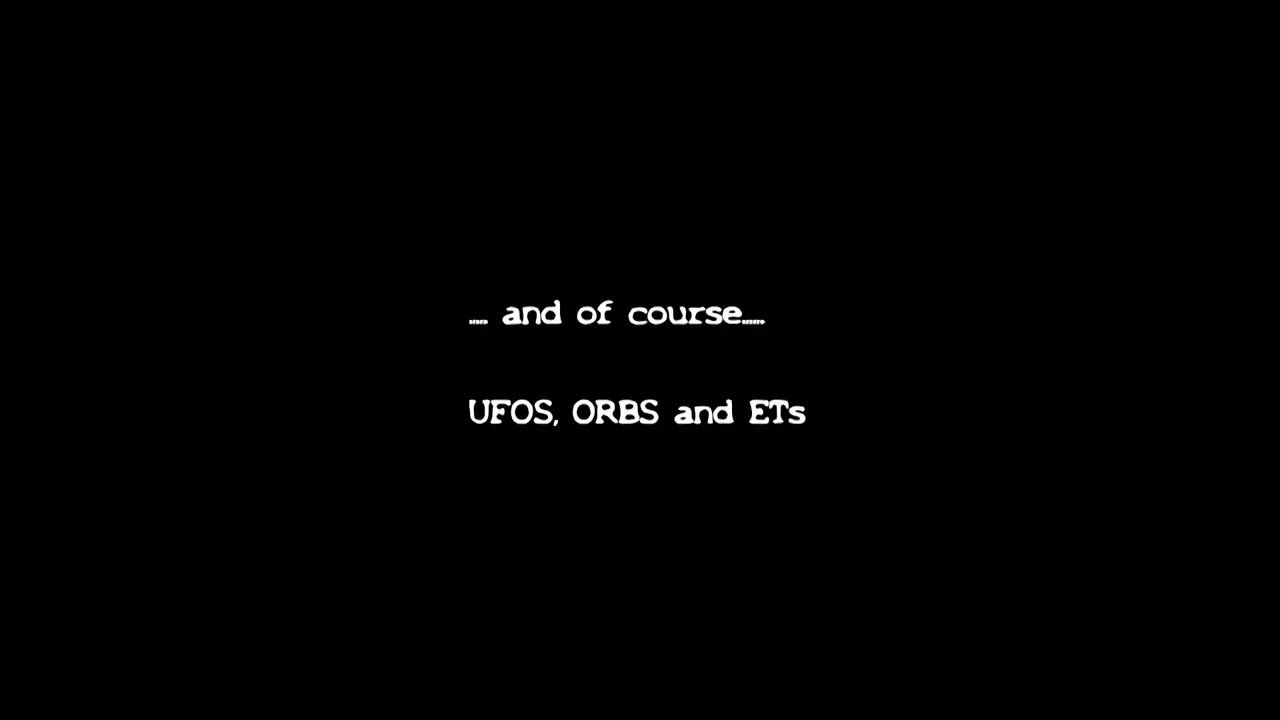 ..... and of course......
UFOS, ORBS and ETs